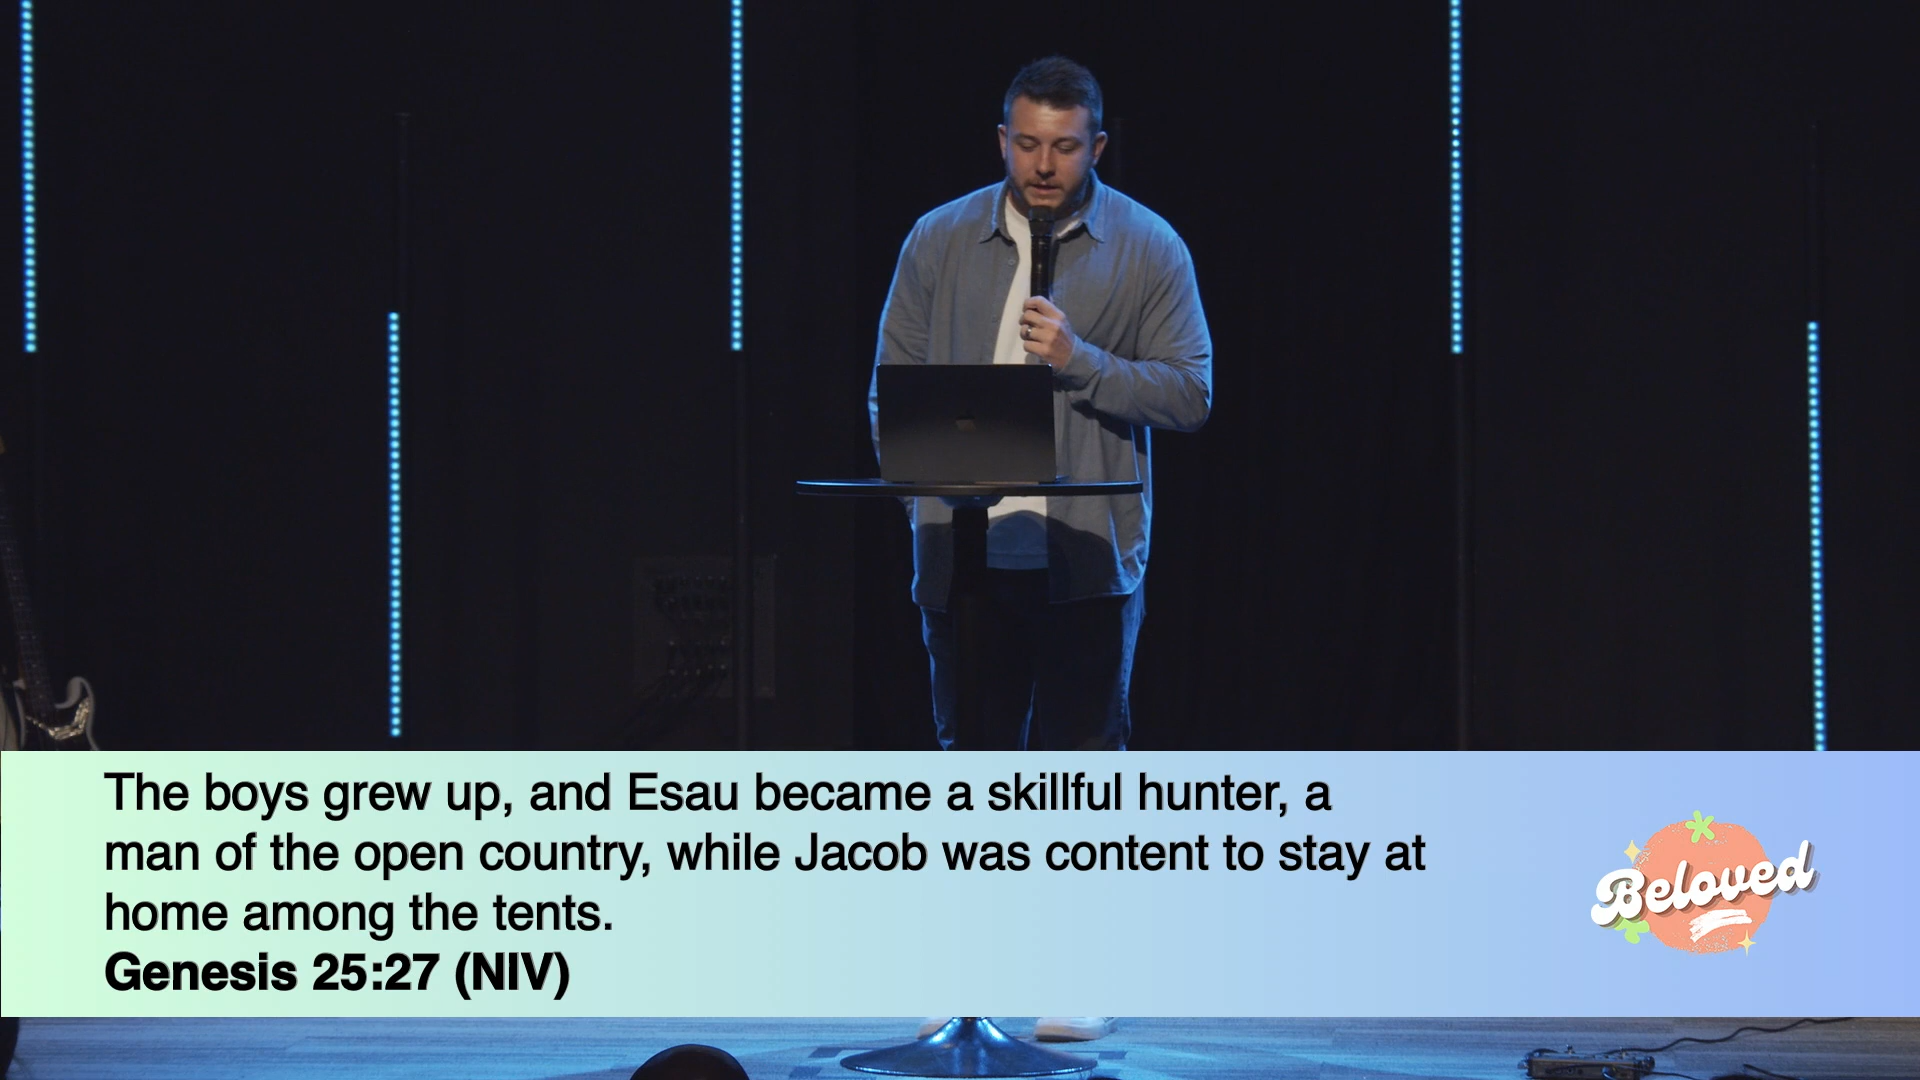 The boys grew up, and Esau became a skillful hunter, a
man of the open country, while Jacob was content to stay at
home among the tents.
Genesis 25:27 (NIV)
Beloved